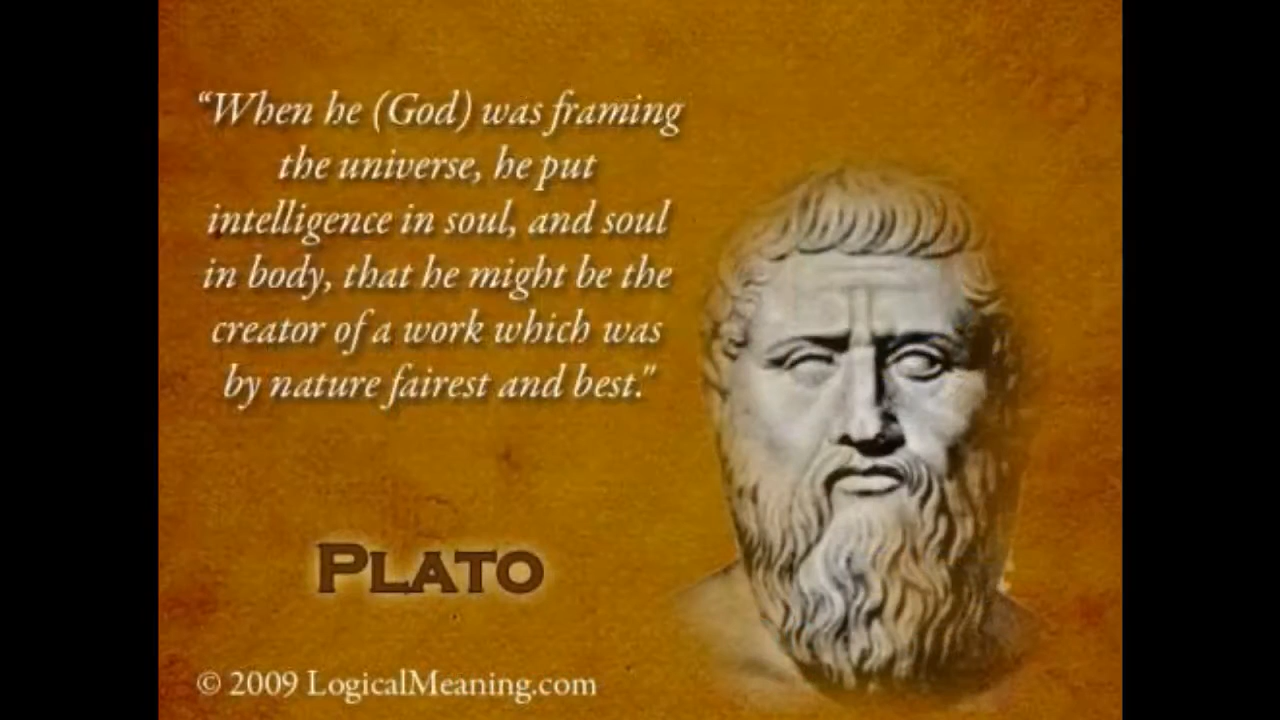 “When he (God) was framing
the universe, he put
intelligence in soul, and soul
in body, that he might be the
creator of a work which was
by nature fairest and best."
PLATO
© 2009 LogicalMeaning.com